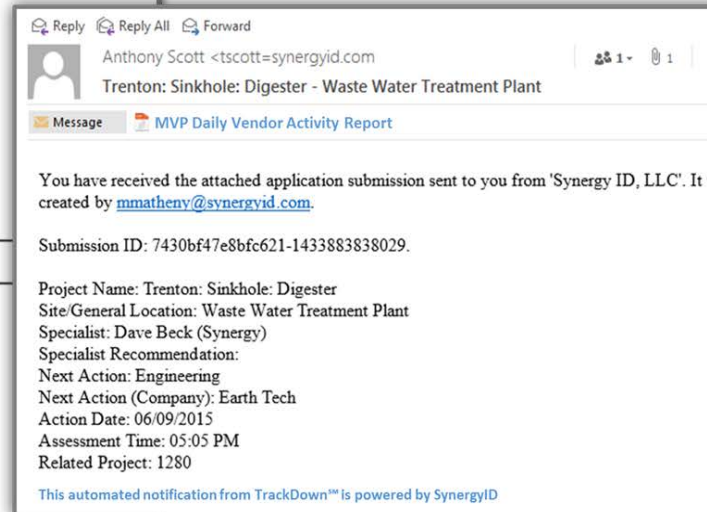 Reply Reply All Forward
Anthony Scott <tscott=synergyid.com
1 1
Trenton: Sinkhole: Digester - Waste Water Treatment Plant
Message MVP Daily Vendor Activity Report
You have received the attached application submission sent to you from 'Synergy ID, LLC'. It
created by mmatheny@synergyid.com.
Submission ID: 7430bf47e8bfc621-1433883838029.
Project Name: Trenton: Sinkhole: Digester
Site/General Location: Waste Water Treatment Plant
Specialist: Dave Beck (Synergy)
Specialist Recommendation:
Next Action: Engineering
Next Action (Company): Earth Tech
Action Date: 06/09/2015
Assessment Time: 05:05 PM
Related Project: 1280
This automated notification from TrackDown℠ is powered by SynergyID